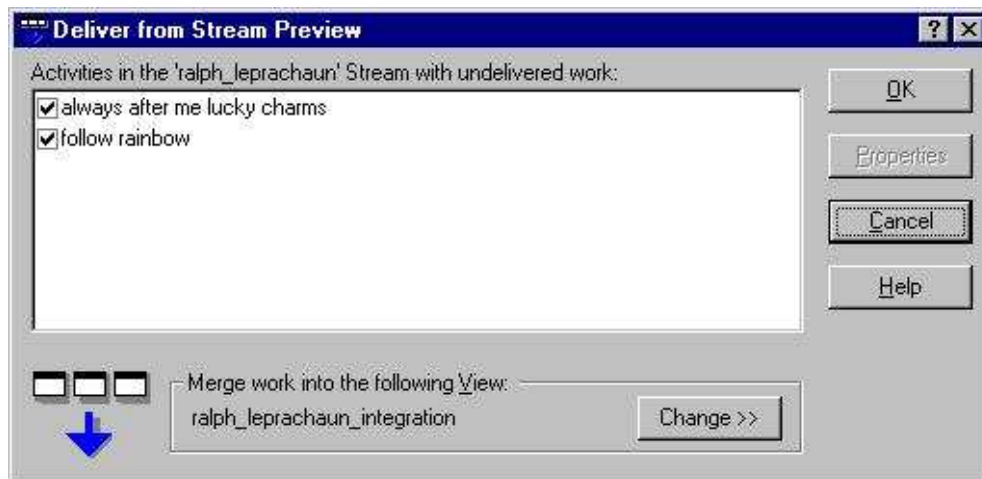 Deliver from Stream Preview
Activities in the 'ralph_leprachaun' Stream with undelivered work:
always after me lucky charms
follow rainbow
OK
Properties
Cancel
Help
Merge work into the following View:
ralph_leprachaun_integration
Change >>